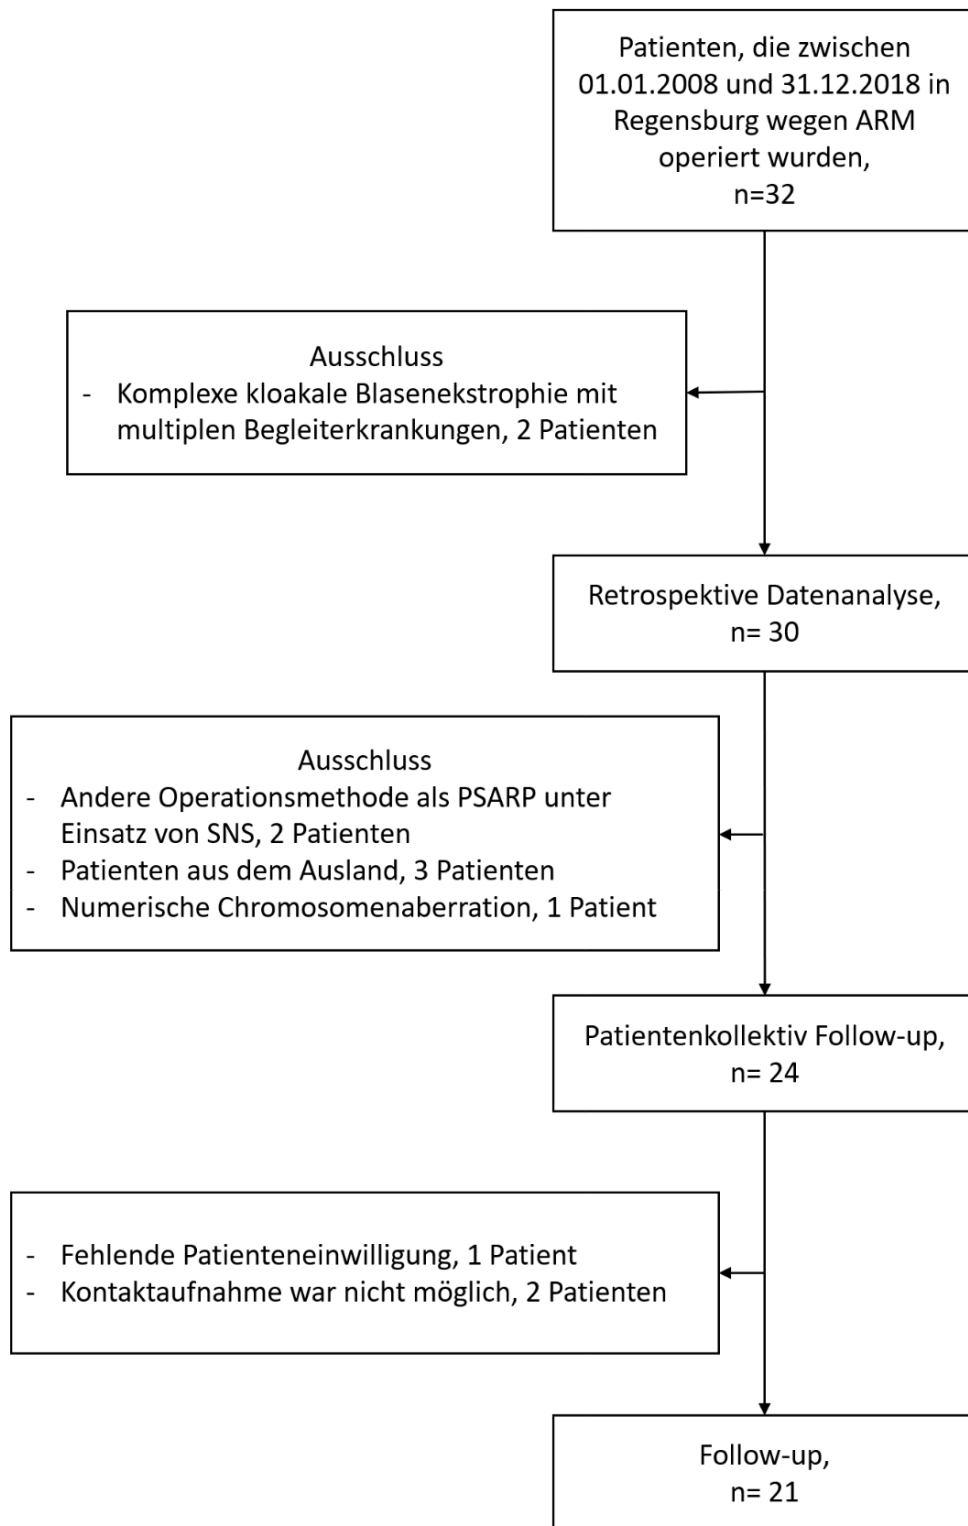 Patienten, die zwischen
01.01.2008 und 31.12.2018 in
Regensburg wegen ARM
operiert wurden,
n=32
Ausschluss
- Komplexe kloakale Blasenekstrophie mit
multiplen Begleiterkrankungen, 2 Patienten
Retrospektive Datenanalyse,
n= 30
Ausschluss
- Andere Operationsmethode als PSARP unter
Einsatz von SNS, 2 Patienten
- Patienten aus dem Ausland, 3 Patienten
- Numerische Chromosomenaberration, 1 Patient
Patientenkollektiv Follow-up,
n= 24
- Fehlende Patienteneinwilligung, 1 Patient
- Kontaktaufnahme war nicht möglich, 2 Patienten
Follow-up,
n= 21